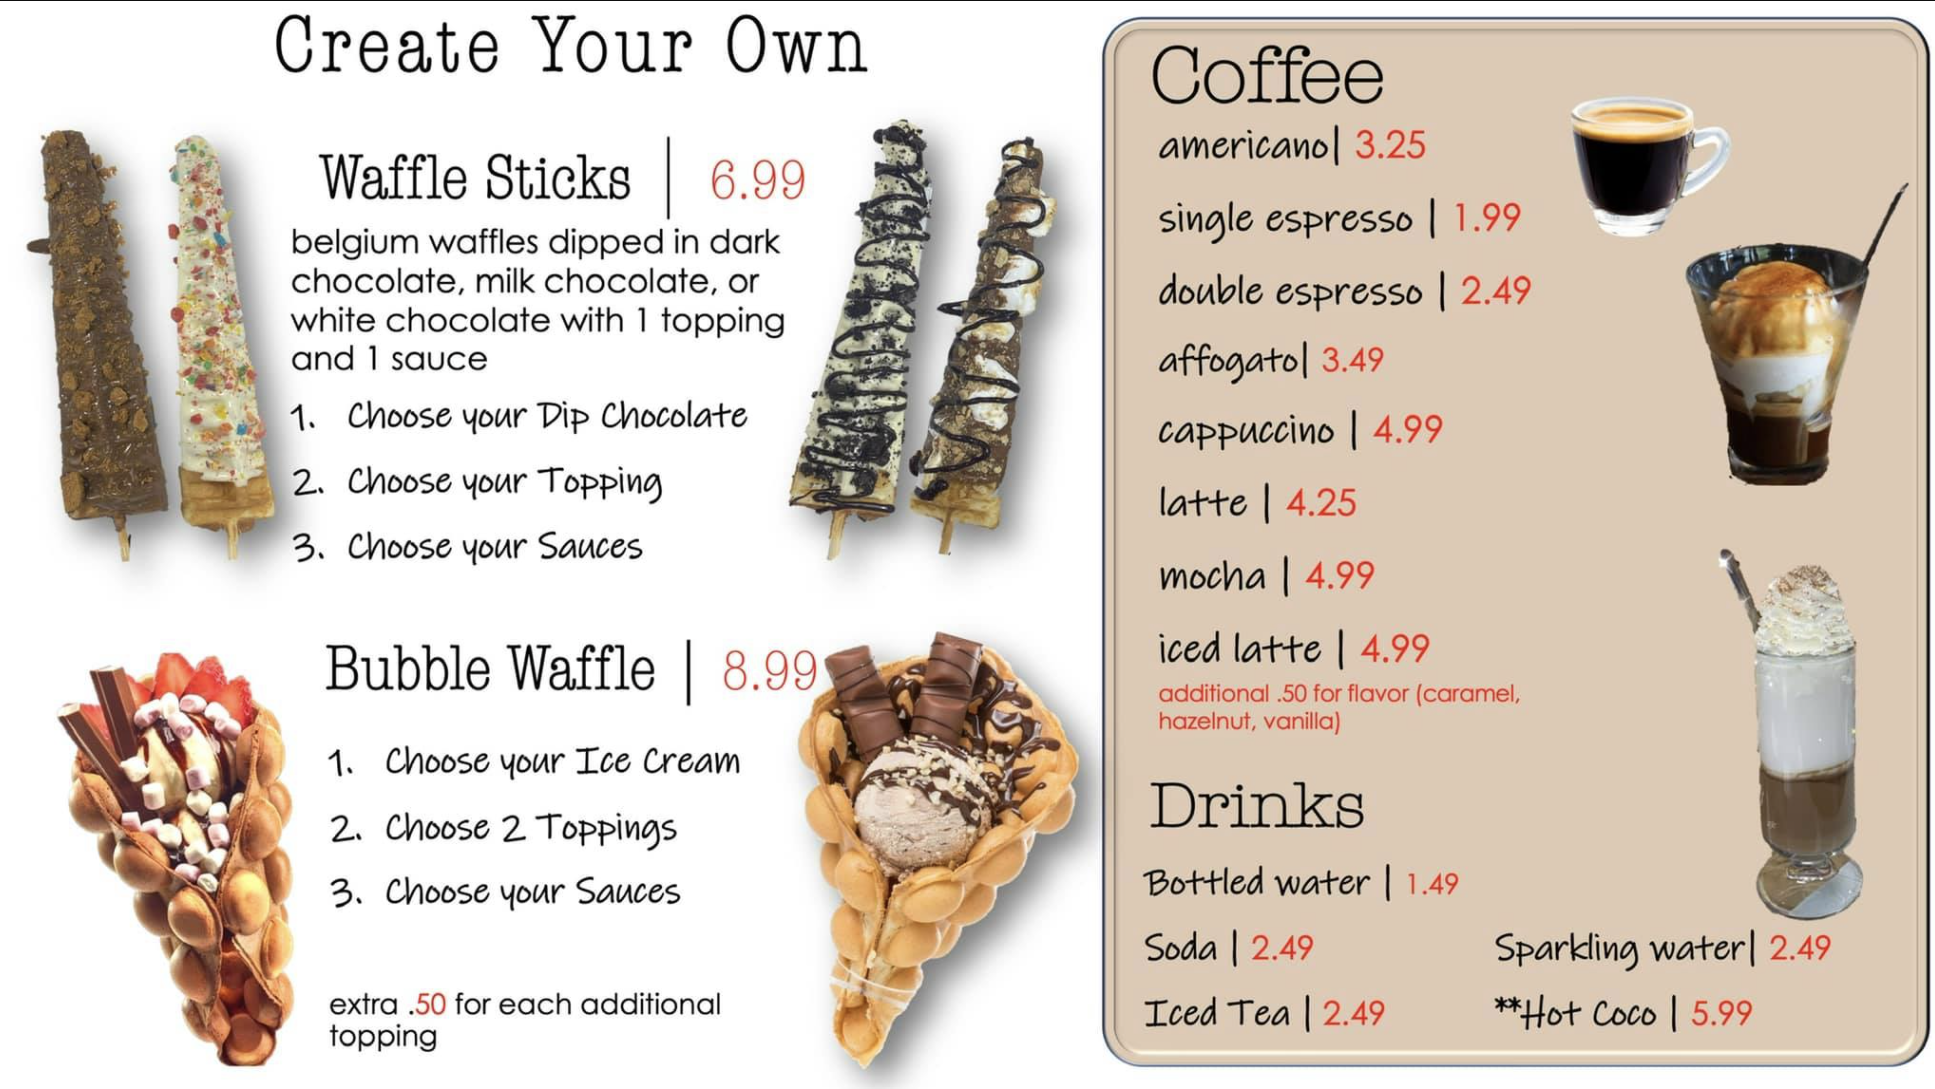 Create Your Own
Waffle Sticks | 6.99
belgium waffles dipped in dark
chocolate, milk chocolate, or
white chocolate with 1 topping
and 1 sauce
1. Choose your Dip Chocolate
2. Choose your Topping
3. Choose your Sauces
Bubble Waffle | 8.99
1. Choose your Ice Cream
2. Choose 2 Toppings
3. Choose your Sauces
extra .50 for each additional
topping
Coffee
americano| 3.25
single espresso | 1.99
double espresso | 2.49
affogato| 3.49
cappuccino | 4.99
latte | 4.25
mocha | 4.99
iced latte | 4.99
additional .50 for flavor (caramel,
hazelnut, vanilla)
Drinks
Bottled water | 1.49
Soda | 2.49
Sparkling water| 2.49
Iced Tea | 2.49
**Hot Coco | 5.99